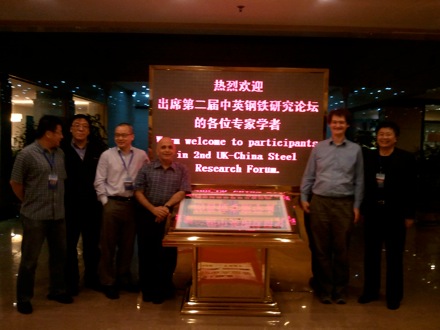 热烈欢迎
出席第二届中英钢铁研究论坛
的各位专家学者
Warm welcome to participants
in 2nd UK-China Steel
Research Forum.